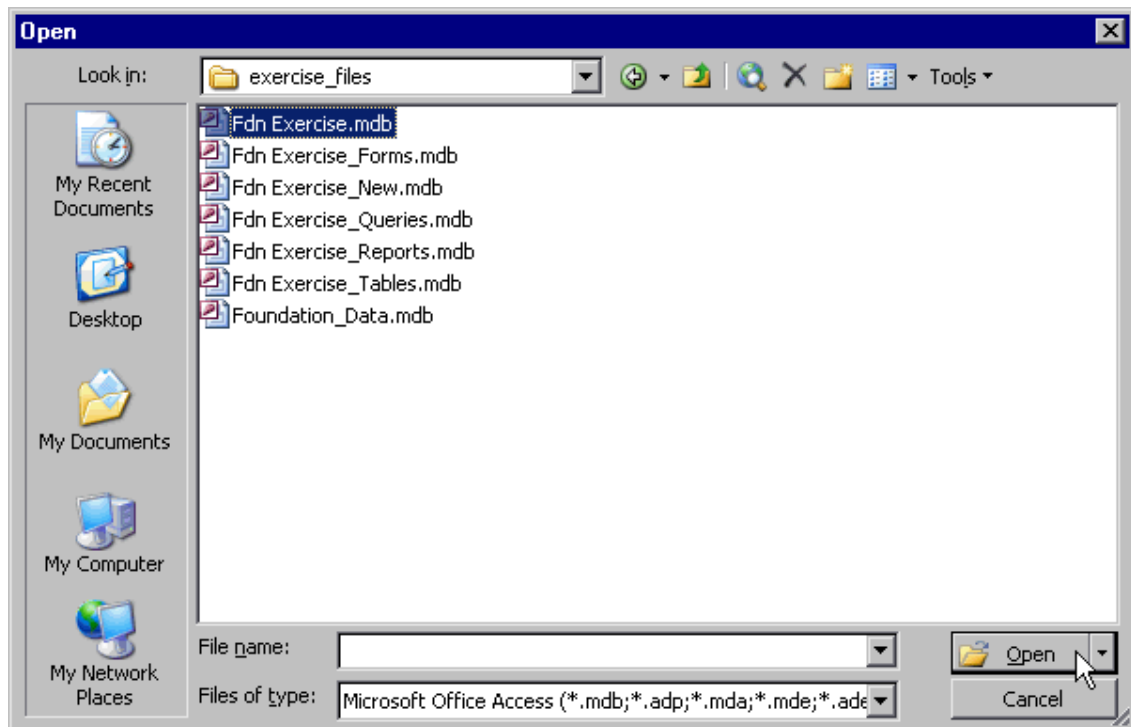 Open
Look in:
exercise_files
Tools
My Recent
Documents
Desktop
My Documents
My Computer
My Network
Places
Fdn Exercise.mdb
Fdn Exercise_Forms.mdb
Fdn Exercise_New.mdb
Fdn Exercise_Queries.mdb
Fdn Exercise_Reports.mdb
Fdn Exercise_Tables.mdb
Foundation_Data.mdb
File name:
Open
Files of type:
Microsoft Office Access (*.mdb;*.adp;*.mda;*.mde;*.ade
Cancel